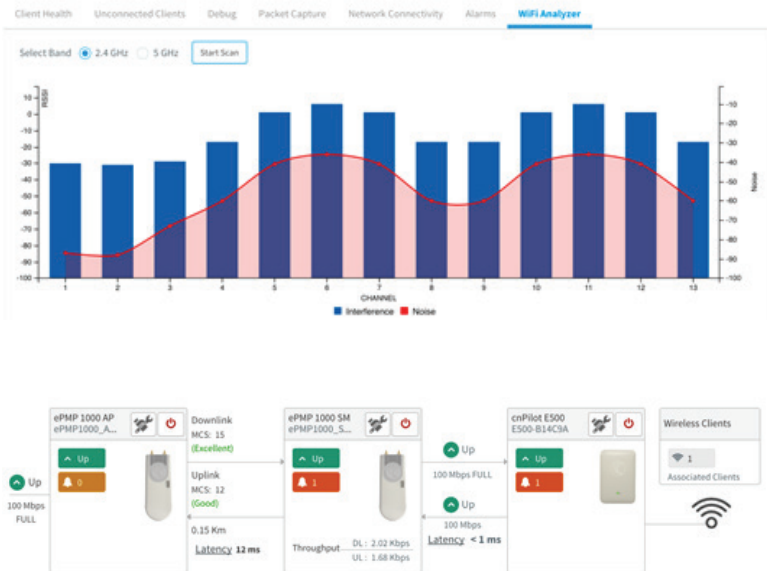 Client Health Unconnected Clients Debug Packet Capture Network Connectivity Alarms WiFi Analyzer
Select Band 2.4 GHz 5 GHz Start Scan
RSSI
10
0
-10
-20
-30
-40
-50
-60
-70
-80
-90
-100
-10
-20
-30
-40
-50
-60
-70
-80
-90
-100
Noise
1 2 3 4 5 6 7 8 9 10 11 12 13
CHANNEL
Interference Noise
ePMP 1000 AP
ePMP1000_A...
Up
0
Up
100 Mbps
FULL
Downlink
MCS: 15
(Excellent)
Uplink
MCS: 12
(Good)
0.15 Km
Latency 12 ms
ePMP 1000 SM
ePMP1000_S...
Up
1
Throughput DL: 2.02 Kbps
UL: 1.68 Kbps
Up
100 Mbps FULL
Up
100 Mbps
Latency < 1 ms
cnPilot E500
E500-B14C9A
Up
1
Wireless Clients
1
Associated Clients